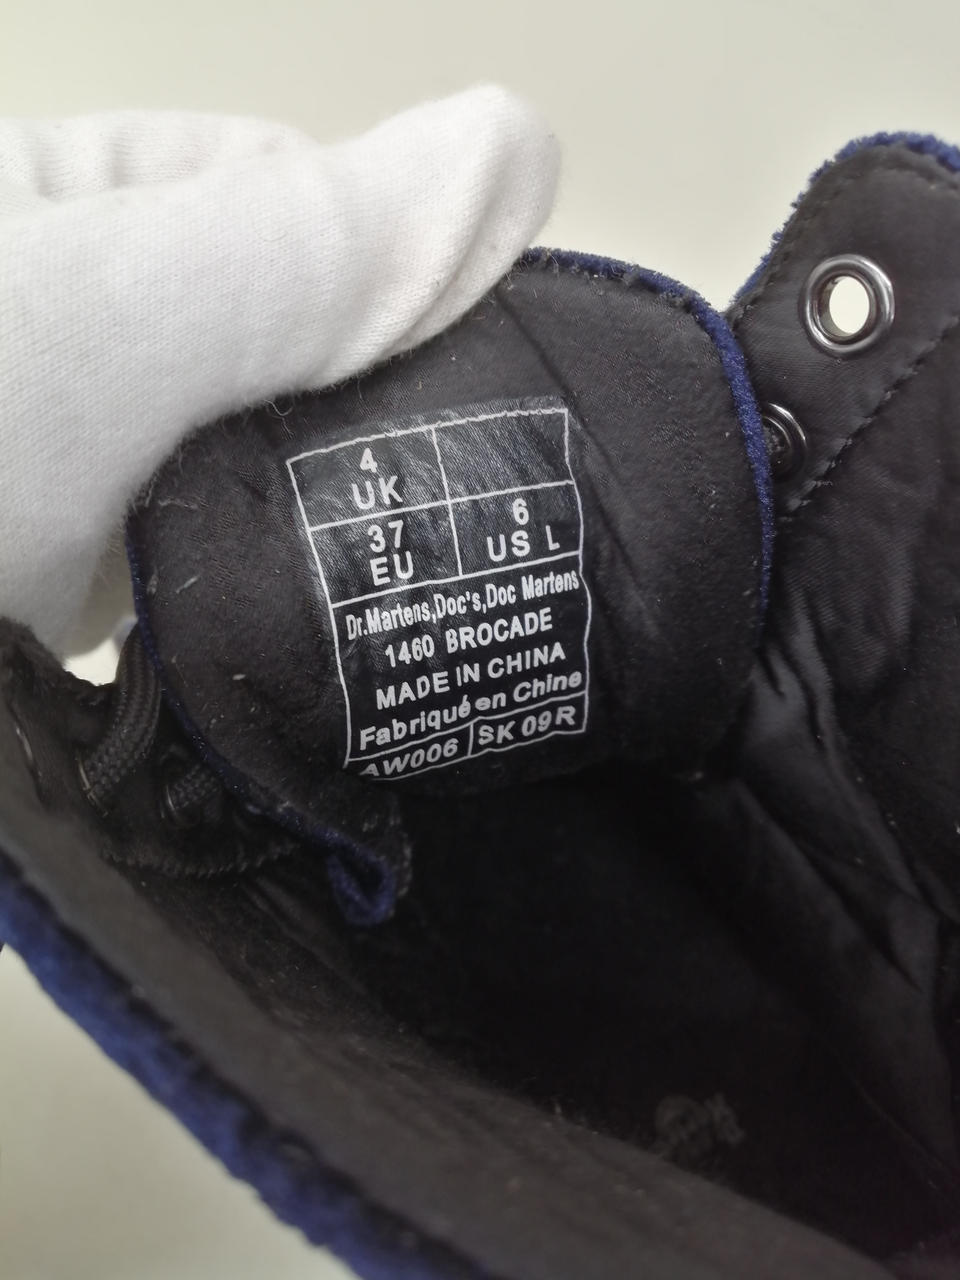 4
UK
37
EU
6
US L
Dr.Martens,Doc's,Doc Martens
1460 BROCADE
MADE IN CHINA
Fabriqué en Chine
AW006 SK 09 R